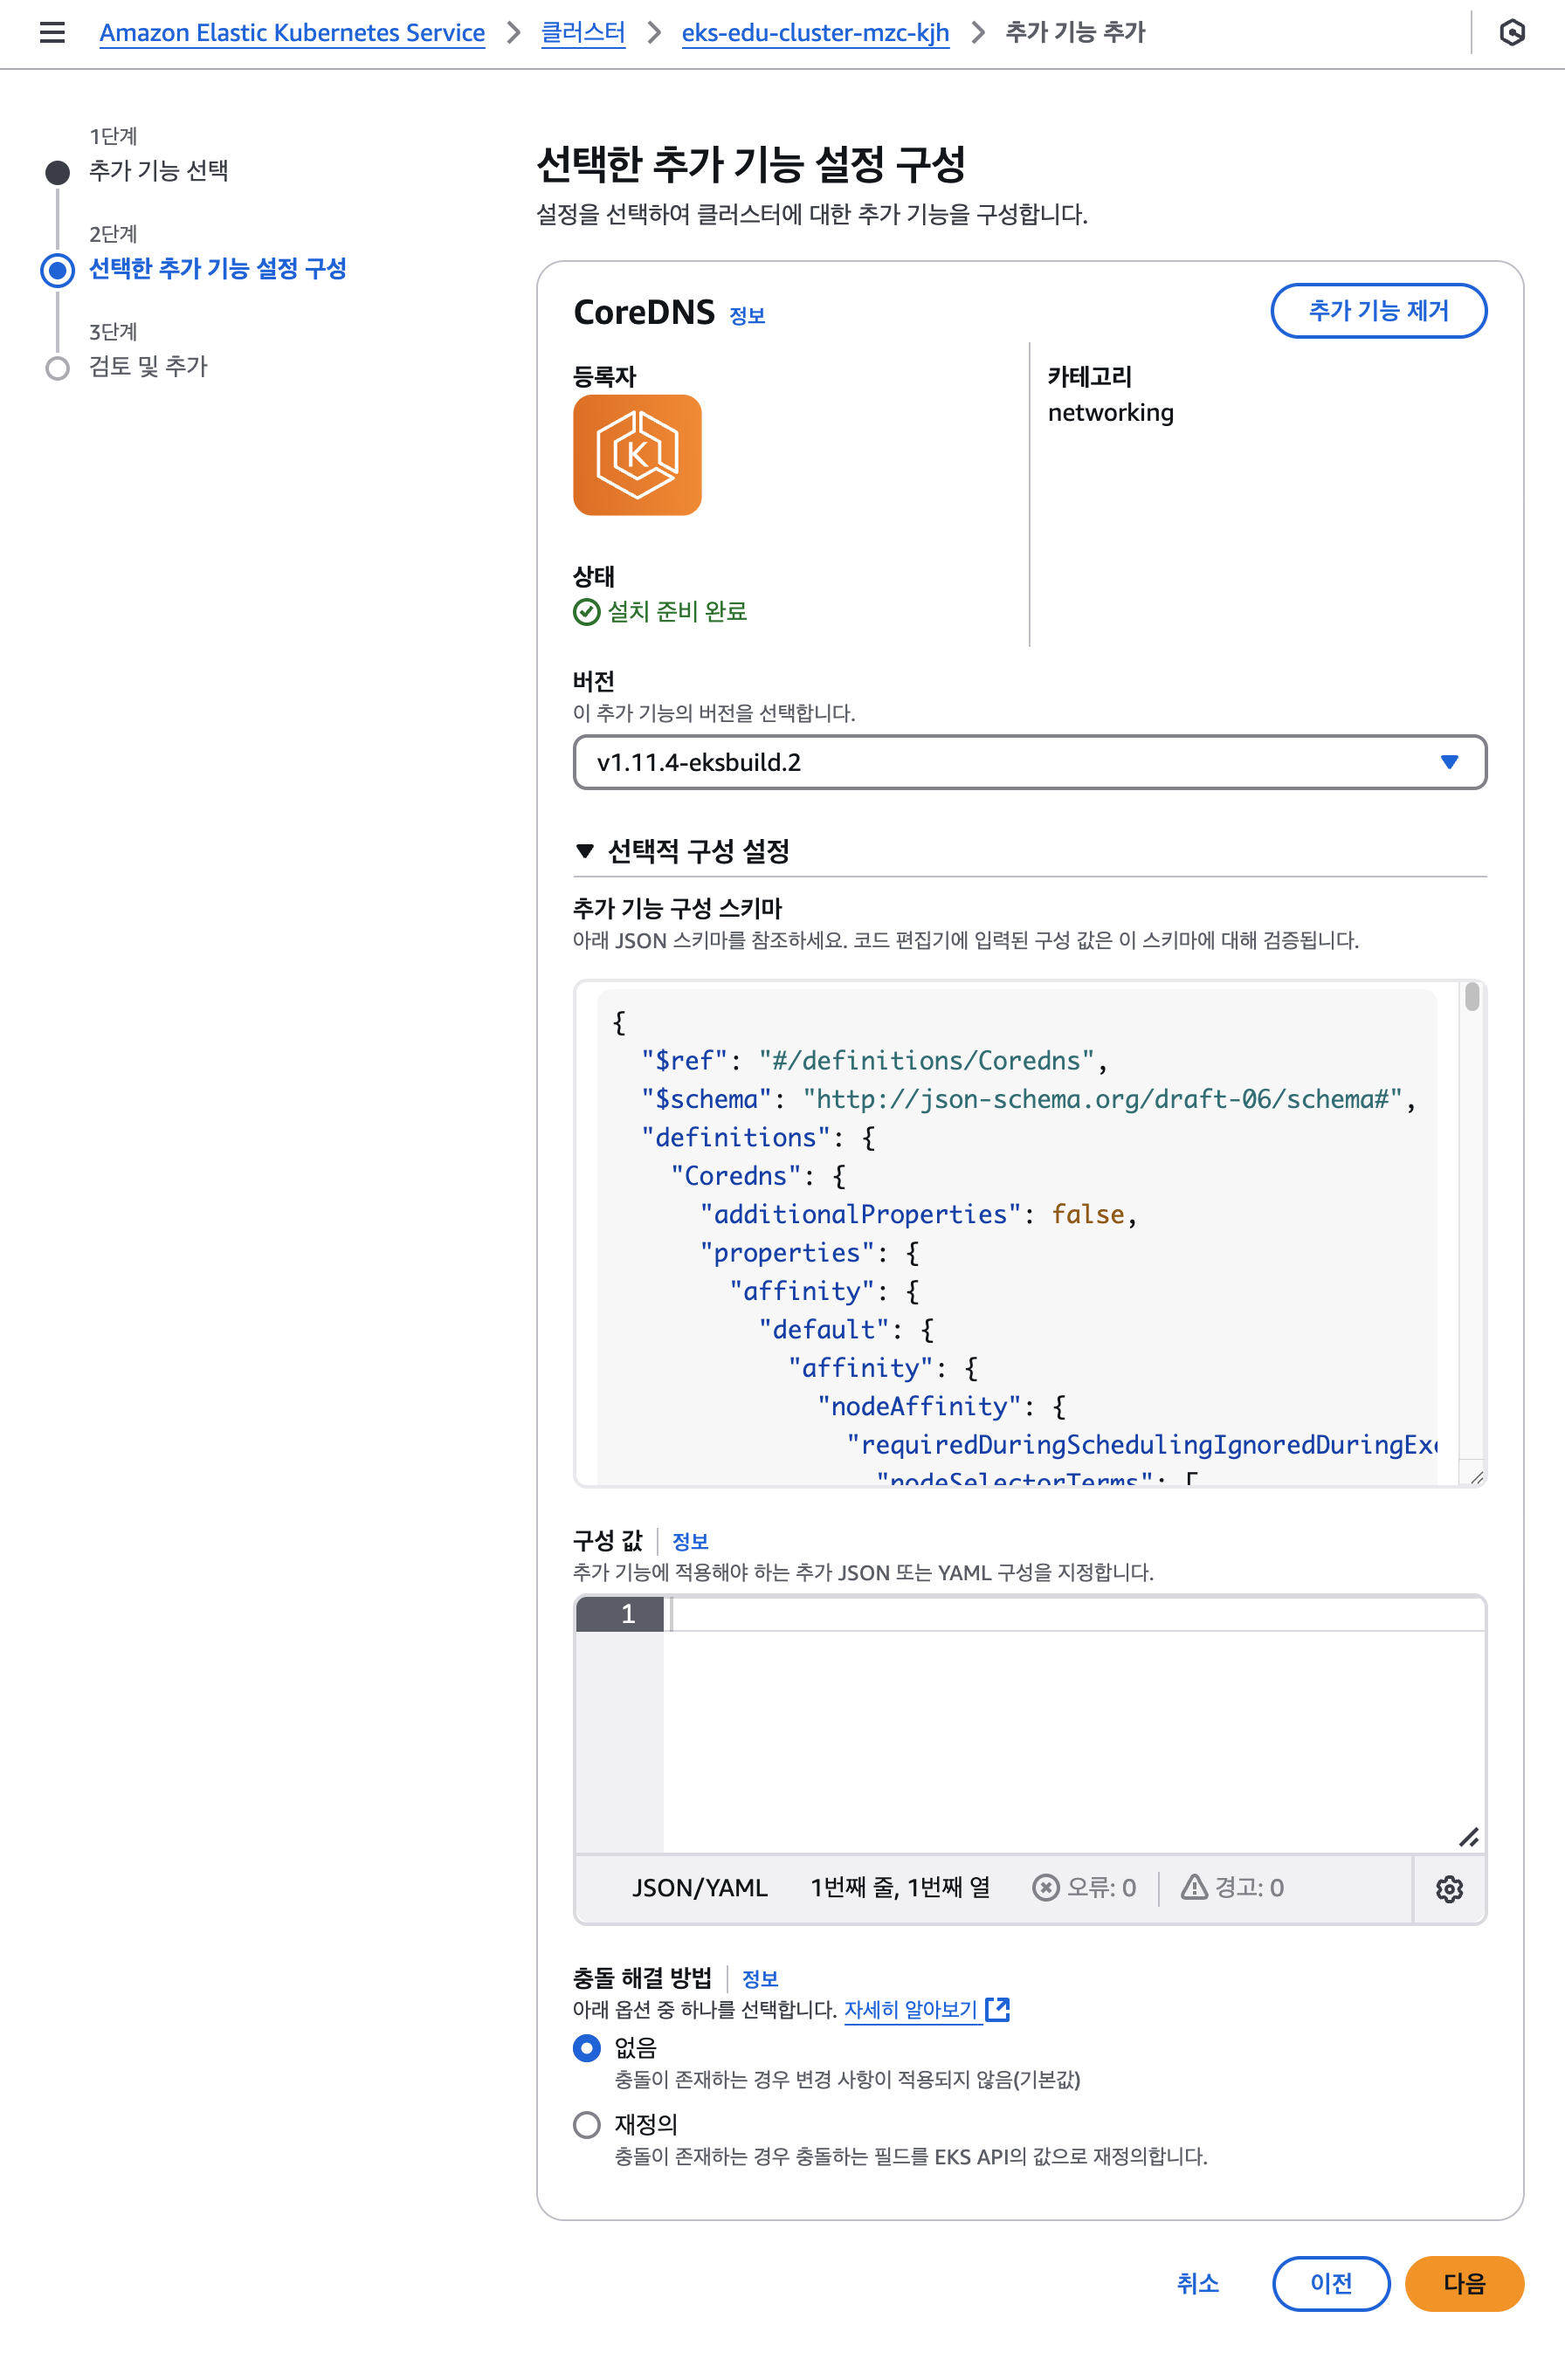 Amazon Elastic Kubernetes Service > 클러스터 > eks-edu-cluster-mzc-kjh > 추가 기능 추가
1단계
추가 기능 선택
2단계
선택한 추가 기능 설정 구성
3단계
검토 및 추가
선택한 추가 기능 설정 구성
설정을 선택하여 클러스터에 대한 추가 기능을 구성합니다.
CoreDNS 정보
추가 기능 제거
등록자
K
카테고리
networking
상태
설치 준비 완료
버전
이 추가 기능의 버전을 선택합니다.
v1.11.4-eksbuild.2
선택적 구성 설정
추가 기능 구성 스키마
아래 JSON 스키마를 참조하세요. 코드 편집기에 입력된 구성 값은 이 스키마에 대해 검증됩니다.
{
"$ref": "#/definitions/Coredns",
"$schema": "http://json-schema.org/draft-06/schema#",
"definitions": {
"Coredns": {
"additionalProperties": false,
"properties": {
"affinity": {
"default": {
"affinity": {
"nodeAffinity": {
"requiredDuringSchedulingIgnoredDuringExe
"nodeSelectorTerms": [
구성 값 정보
추가 기능에 적용해야 하는 추가 JSON 또는 YAML 구성을 지정합니다.
1
JSON/YAML 1번째 줄, 1번째 열 오류: 0 경고: 0
충돌 해결 방법 정보
아래 옵션 중 하나를 선택합니다. 자세히 알아보기
없음
충돌이 존재하는 경우 변경 사항이 적용되지 않음(기본값)
재정의
충돌이 존재하는 경우 충돌하는 필드를 EKS API의 값으로 재정의합니다.
취소 이전 다음